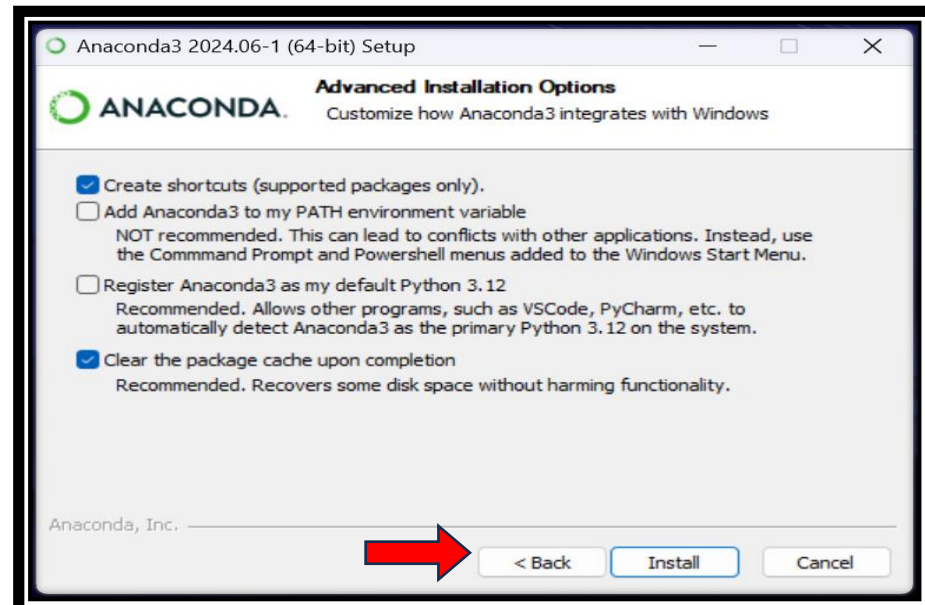 Anaconda3 2024.06-1 (64-bit) Setup
ANACONDA.
Advanced Installation Options
Customize how Anaconda3 integrates with Windows
Create shortcuts (supported packages only).
Add Anaconda3 to my PATH environment variable
NOT recommended. This can lead to conflicts with other applications. Instead, use
the Commmand Prompt and Powershell menus added to the Windows Start Menu.
Register Anaconda3 as my default Python 3.12
Recommended. Allows other programs, such as VSCode, PyCharm, etc. to
automatically detect Anaconda3 as the primary Python 3.12 on the system.
Clear the package cache upon completion
Recommended. Recovers some disk space without harming functionality.
Anaconda, Inc.
< Back Install Cancel